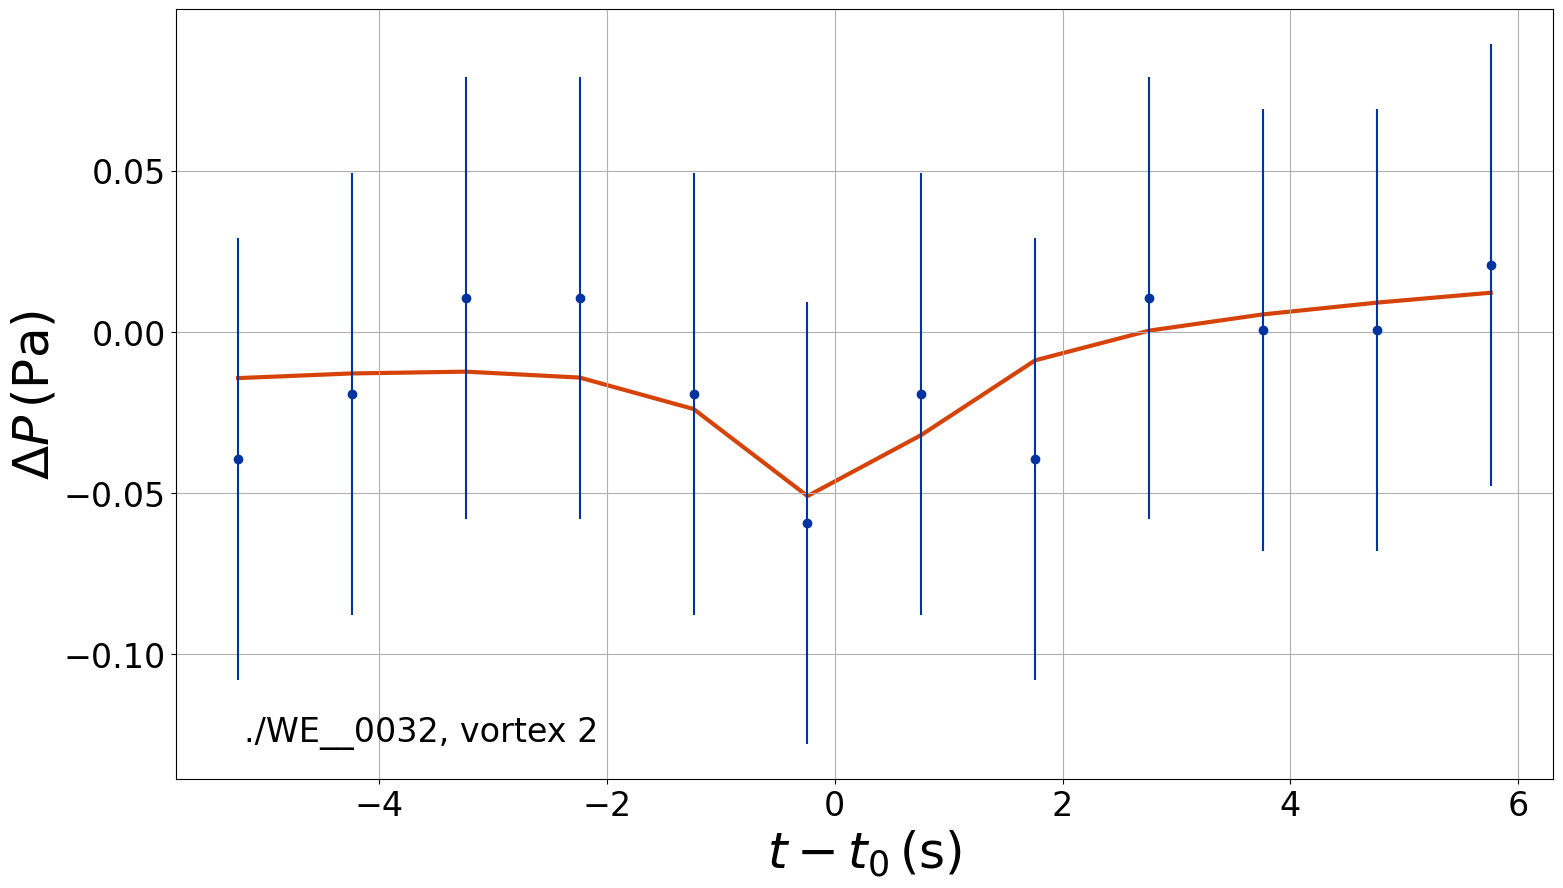 ΔP (Pa)
0.05
0.00
−0.05
−0.10
./WE__0032, vortex 2
−4 −2 0 2 4 6
t − t₀ (s)